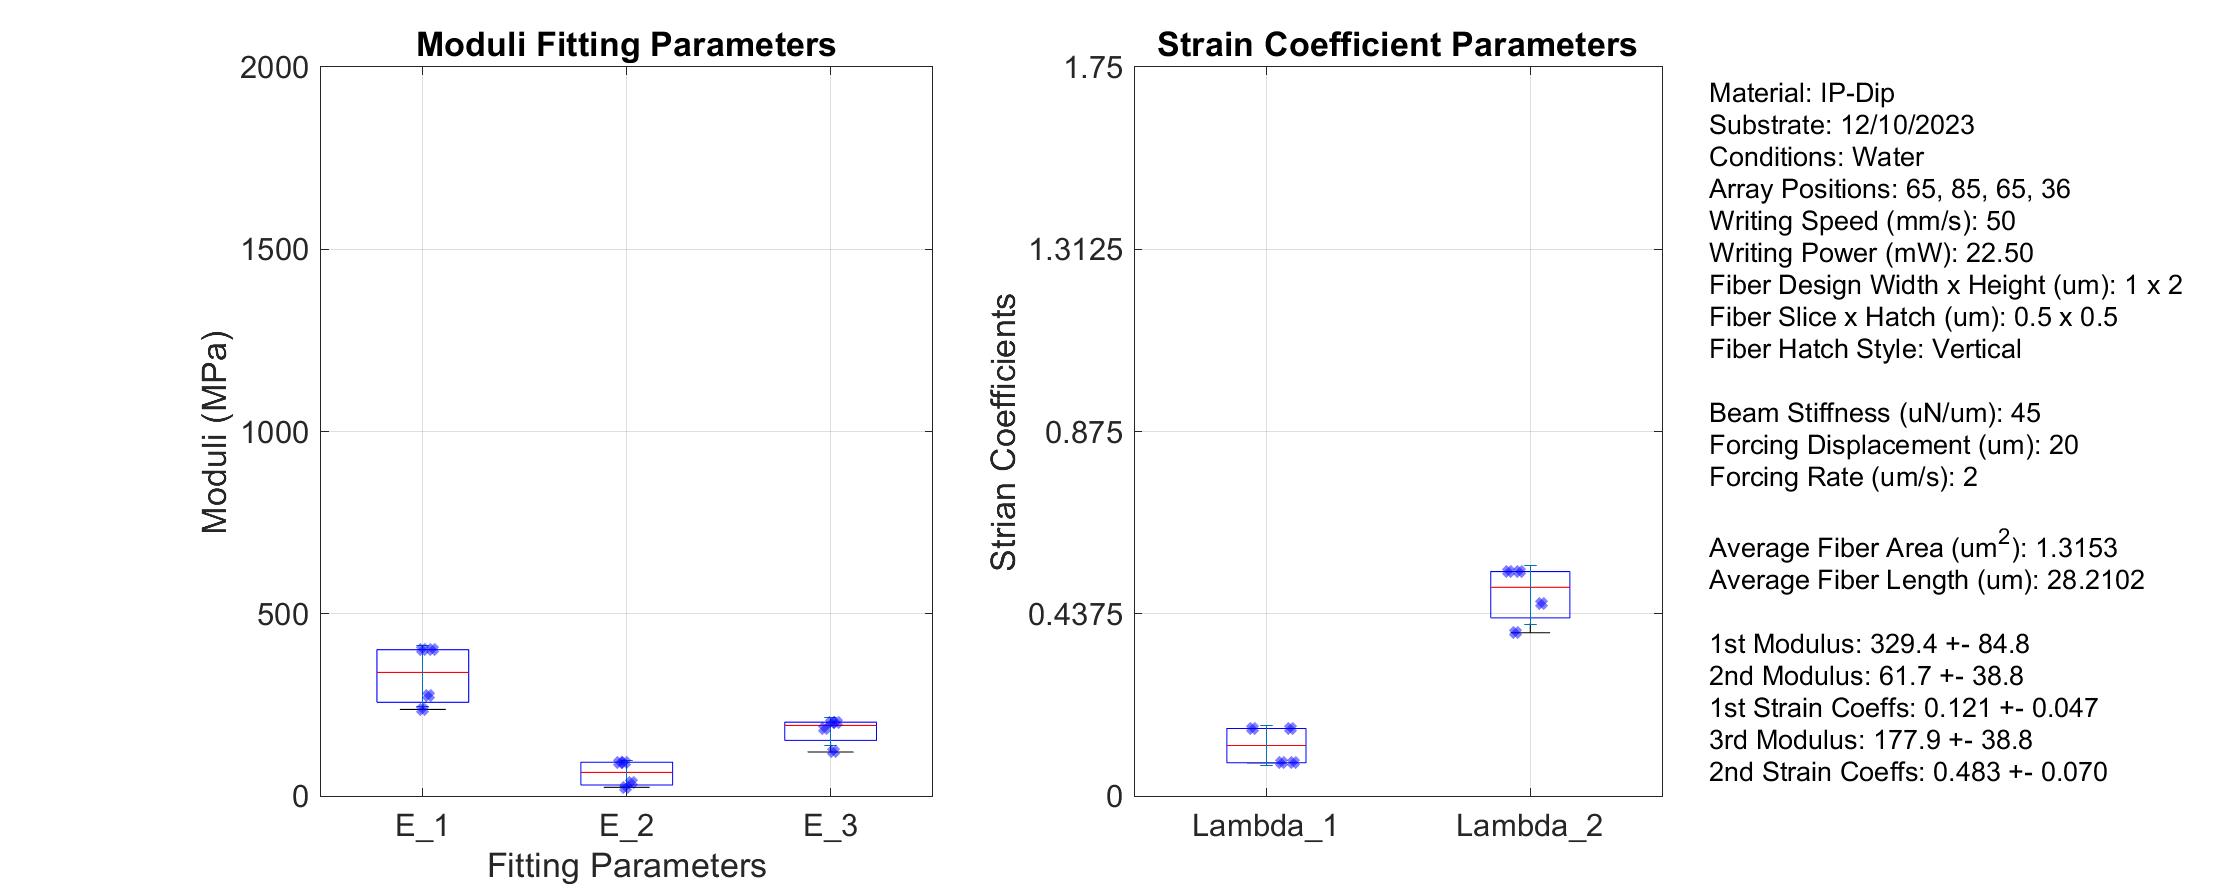 Moduli Fitting Parameters
2000
1500
1000
500
0
Moduli (MPa)
E_1
E_2
E_3
Fitting Parameters
Strain Coefficient Parameters
1.75
1.3125
0.875
0.4375
0
Strian Coefficients
Lambda_1
Lambda_2
Material: IP-Dip
Substrate: 12/10/2023
Conditions: Water
Array Positions: 65, 85, 65, 36
Writing Speed (mm/s): 50
Writing Power (mW): 22.50
Fiber Design Width x Height (um): 1 x 2
Fiber Slice x Hatch (um): 0.5 x 0.5
Fiber Hatch Style: Vertical
Beam Stiffness (uN/um): 45
Forcing Displacement (um): 20
Forcing Rate (um/s): 2
Average Fiber Area (um²): 1.3153
Average Fiber Length (um): 28.2102
1st Modulus: 329.4 +- 84.8
2nd Modulus: 61.7 +- 38.8
1st Strain Coeffs: 0.121 +- 0.047
3rd Modulus: 177.9 +- 38.8
2nd Strain Coeffs: 0.483 +- 0.070